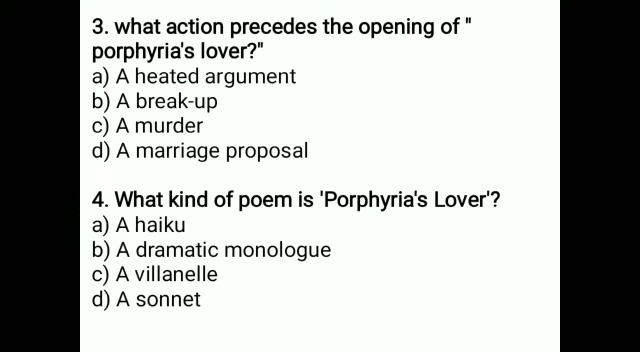 3. what action precedes the opening of "
porphyria's lover?"
a) A heated argument
b) A break-up
c) A murder
d) A marriage proposal
4. What kind of poem is 'Porphyria's Lover'?
a) A haiku
b) A dramatic monologue
c) A villanelle
d) A sonnet